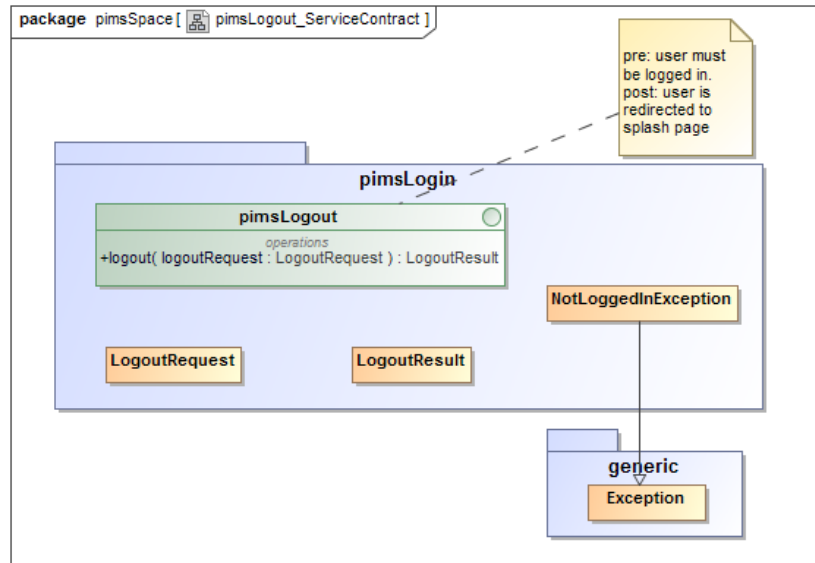 package pimsSpace [ pimsLogout_ServiceContract ]
pre: user must
be logged in.
post: user is
redirected to
splash page
pimsLogin
pimsLogout
operations
+logout( logoutRequest : LogoutRequest ) : LogoutResult
NotLoggedInException
LogoutRequest
LogoutResult
generic
Exception